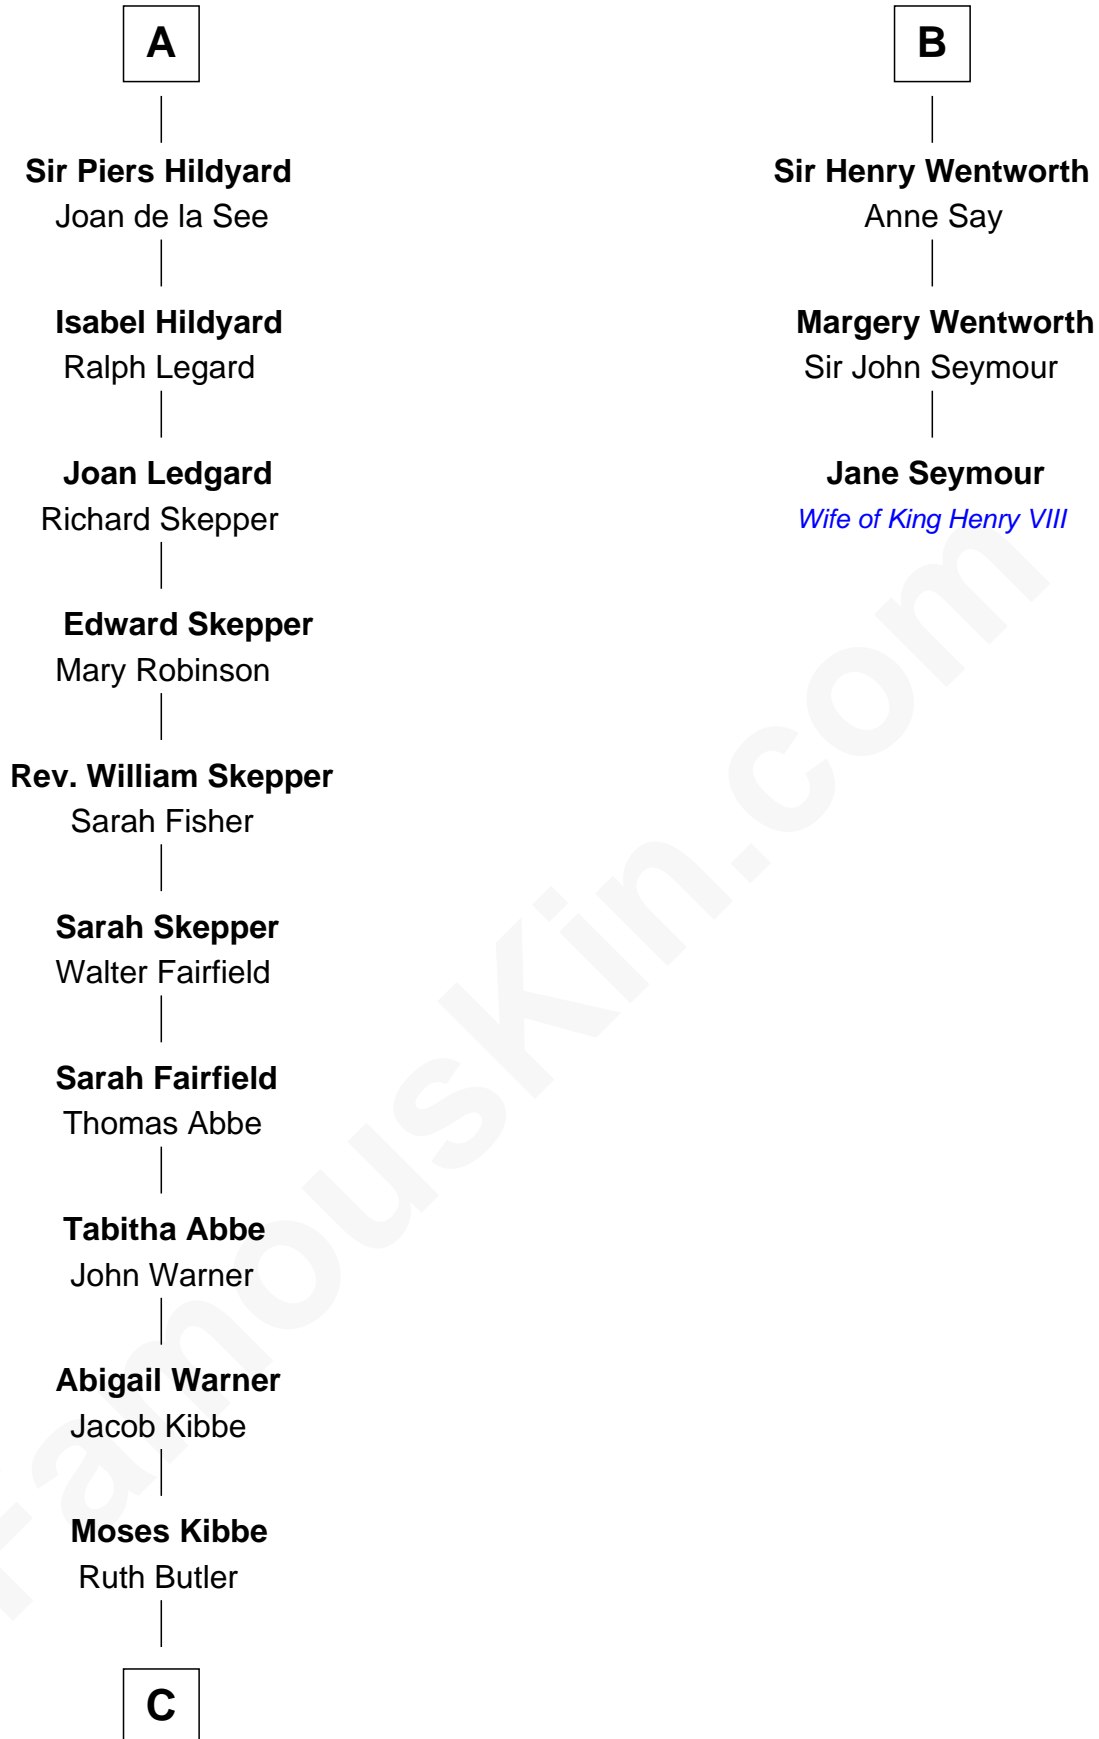 A
Sir Piers Hildyard
Joan de la See
Isabel Hildyard
Ralph Legard
Joan Ledgard
Richard Skepper
Edward Skepper
Mary Robinson
Rev. William Skepper
Sarah Fisher
Sarah Skepper
Walter Fairfield
Sarah Fairfield
Thomas Abbe
Tabitha Abbe
John Warner
Abigail Warner
Jacob Kibbe
Moses Kibbe
Ruth Butler
C
B
Sir Henry Wentworth
Anne Say
Margery Wentworth
Sir John Seymour
Jane Seymour
Wife of King Henry VIII
FamousKin.com